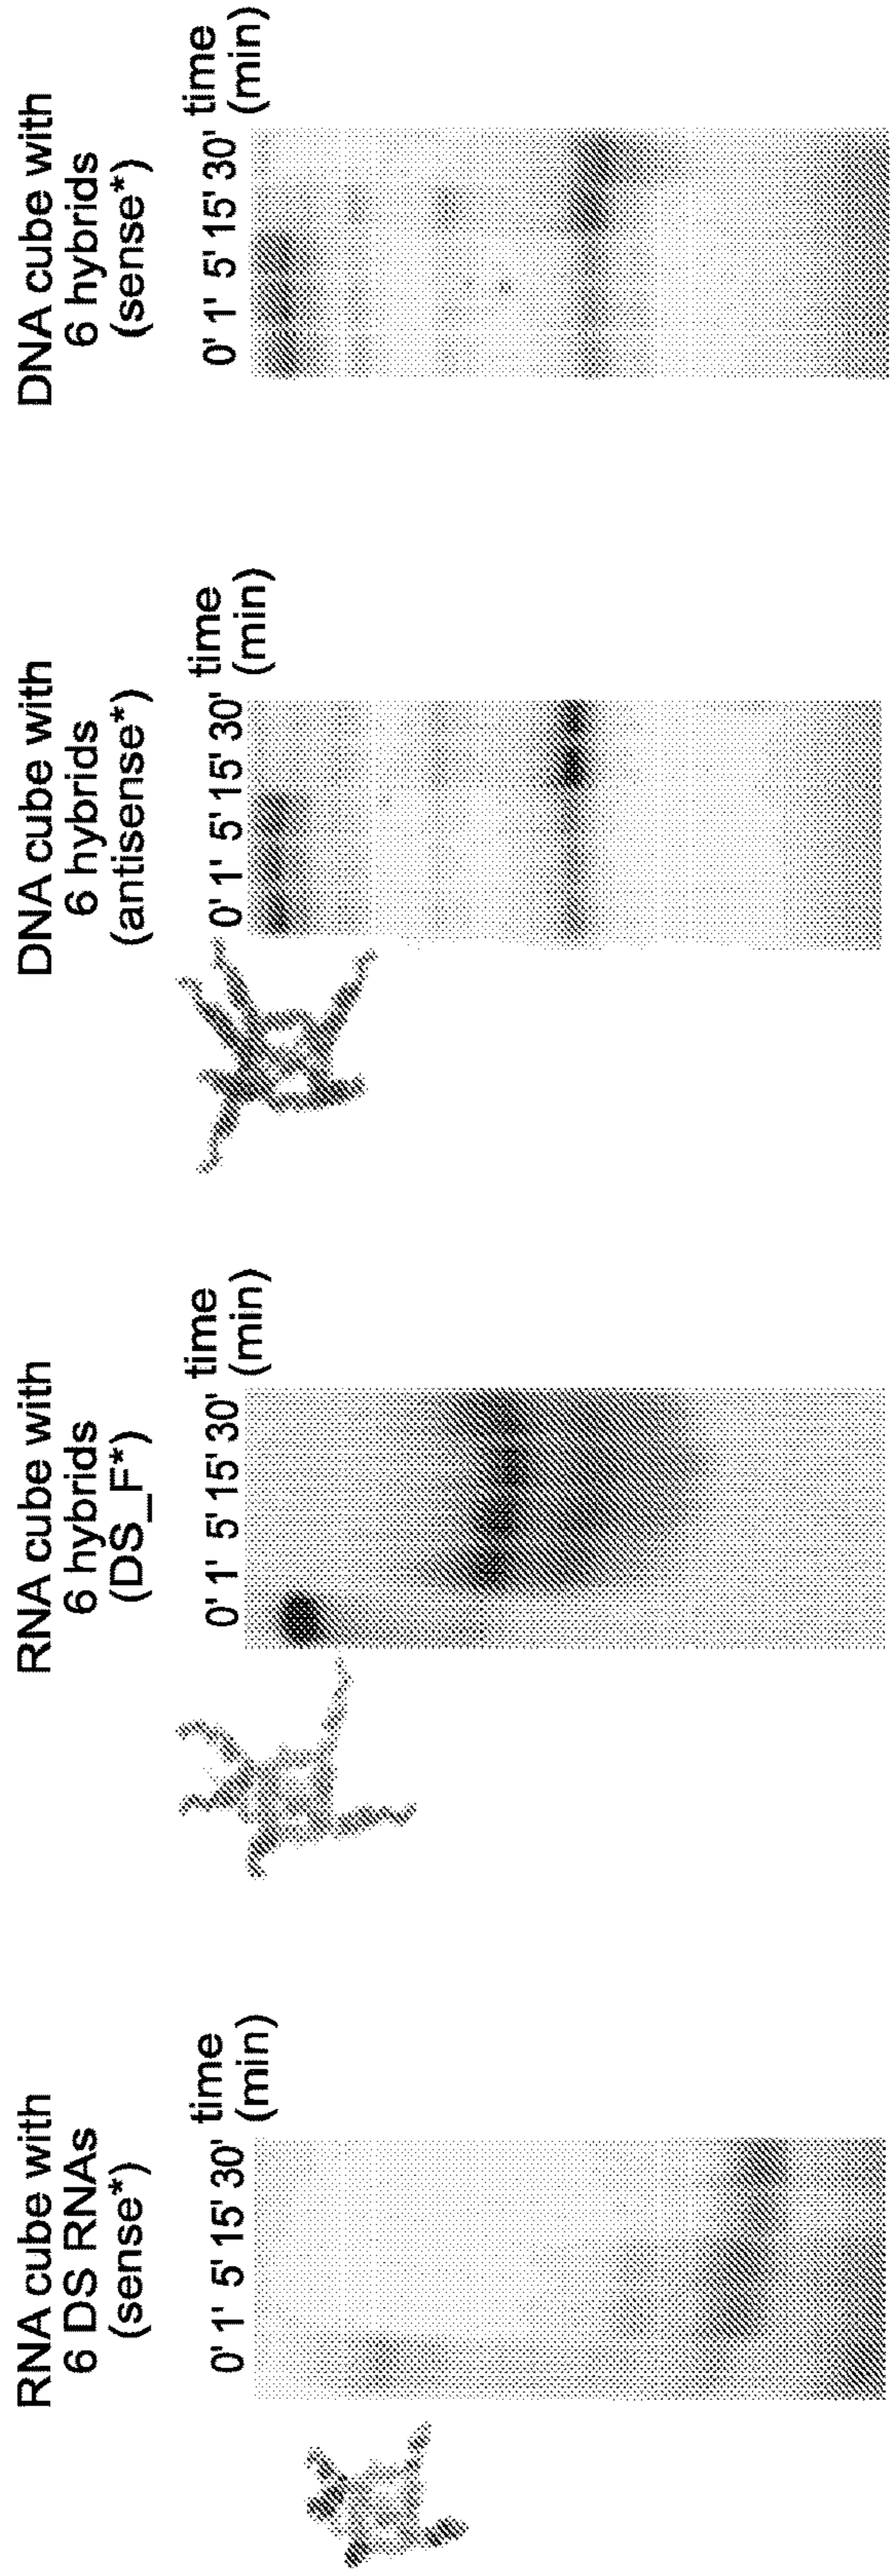 RNA cube with
6 DS RNAs
(sense*)
0' 1' 5' 15' 30'
time
(min)
RNA cube with
6 hybrids
(DS_F*)
0' 1' 5' 15' 30'
time
(min)
DNA cube with
6 hybrids
(antisense*)
0' 1' 5' 15' 30'
time
(min)
DNA cube with
6 hybrids
(sense*)
0' 1' 5' 15' 30'
time
(min)